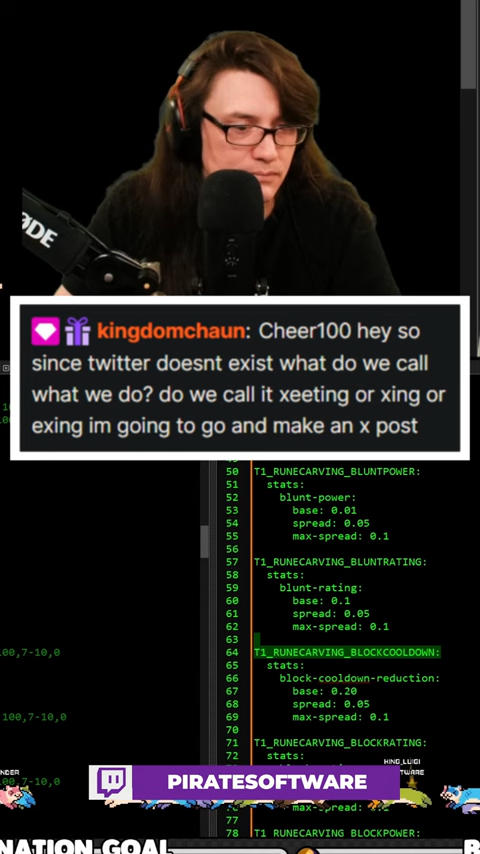 RØDE
kingdomchaun: Cheer100 hey so
since twitter doesnt exist what do we call
what we do? do we call it xeeting or xing or
exing im going to go and make an x post
50 T1_RUNECARVING_BLUNTPOWER:
51 stats:
52 blunt-power:
53 base: 0.01
54 spread: 0.05
55 max-spread: 0.1
56
57 T1_RUNECARVING_BLUNTRATING:
58 stats:
59 blunt-rating:
60 base: 0.1
61 spread: 0.05
62 max-spread: 0.1
63
100,7-10,0
64 T1_RUNECARVING_BLOCKCOOLDOWN:
65 stats:
66 block-cooldown-reduction:
67 base: 0.20
68 spread: 0.05
100,7-10,0
69 max-spread: 0.1
70
71 T1_RUNECARVING_BLOCKRATING:
72 stats:
KING_LUIGI
NDER
PIRATESOFTWARE
FTWARE
100,7-10,0
77
78 T1_RUNECARVING_BLOCKPOWER:
NATION GOAL